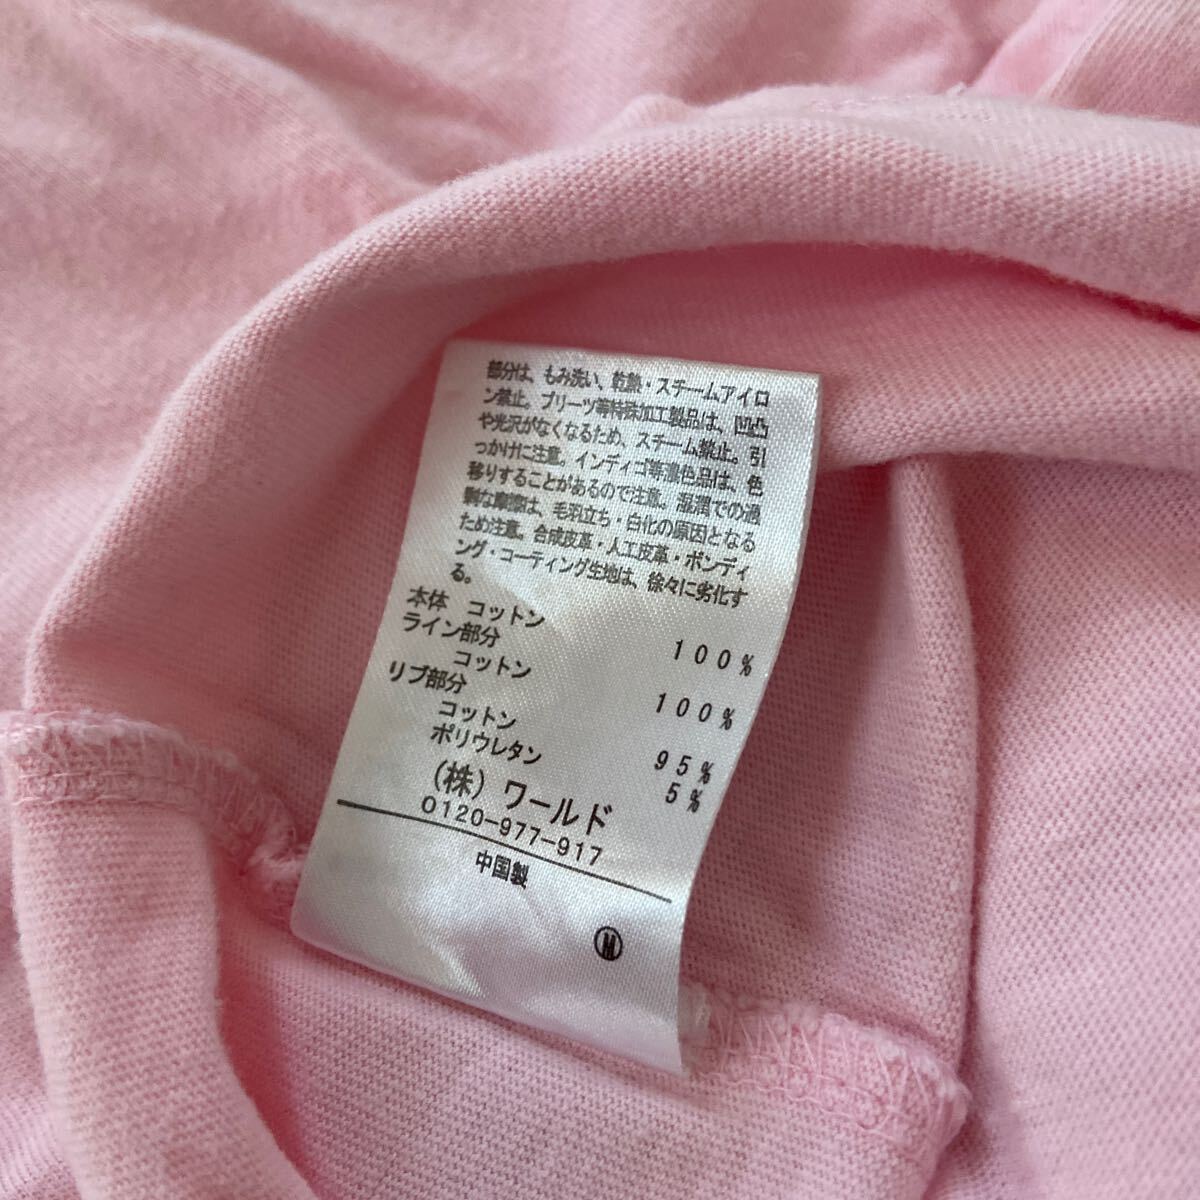 部分は、もみ洗い、乾熱・スチームアイロ
ン禁止。プリーツ等特殊加工製品は、凹凸
や光沢がなくなるため、スチーム禁止。引
っかけに注意。インディゴ等濃色品は、色
移りすることがあるので注意。湿潤での過
剰な摩擦は、毛羽立ち・白化の原因となる
ため注意。合成皮革・人工皮革・ボンディ
ング・コーティング生地は、徐々に劣化す
る。
本体 コットン 100%
ライン部分
コットン 100%
リブ部分
コットン 95%
ポリウレタン 5%
(株)ワールド
0120-977-917
中国製